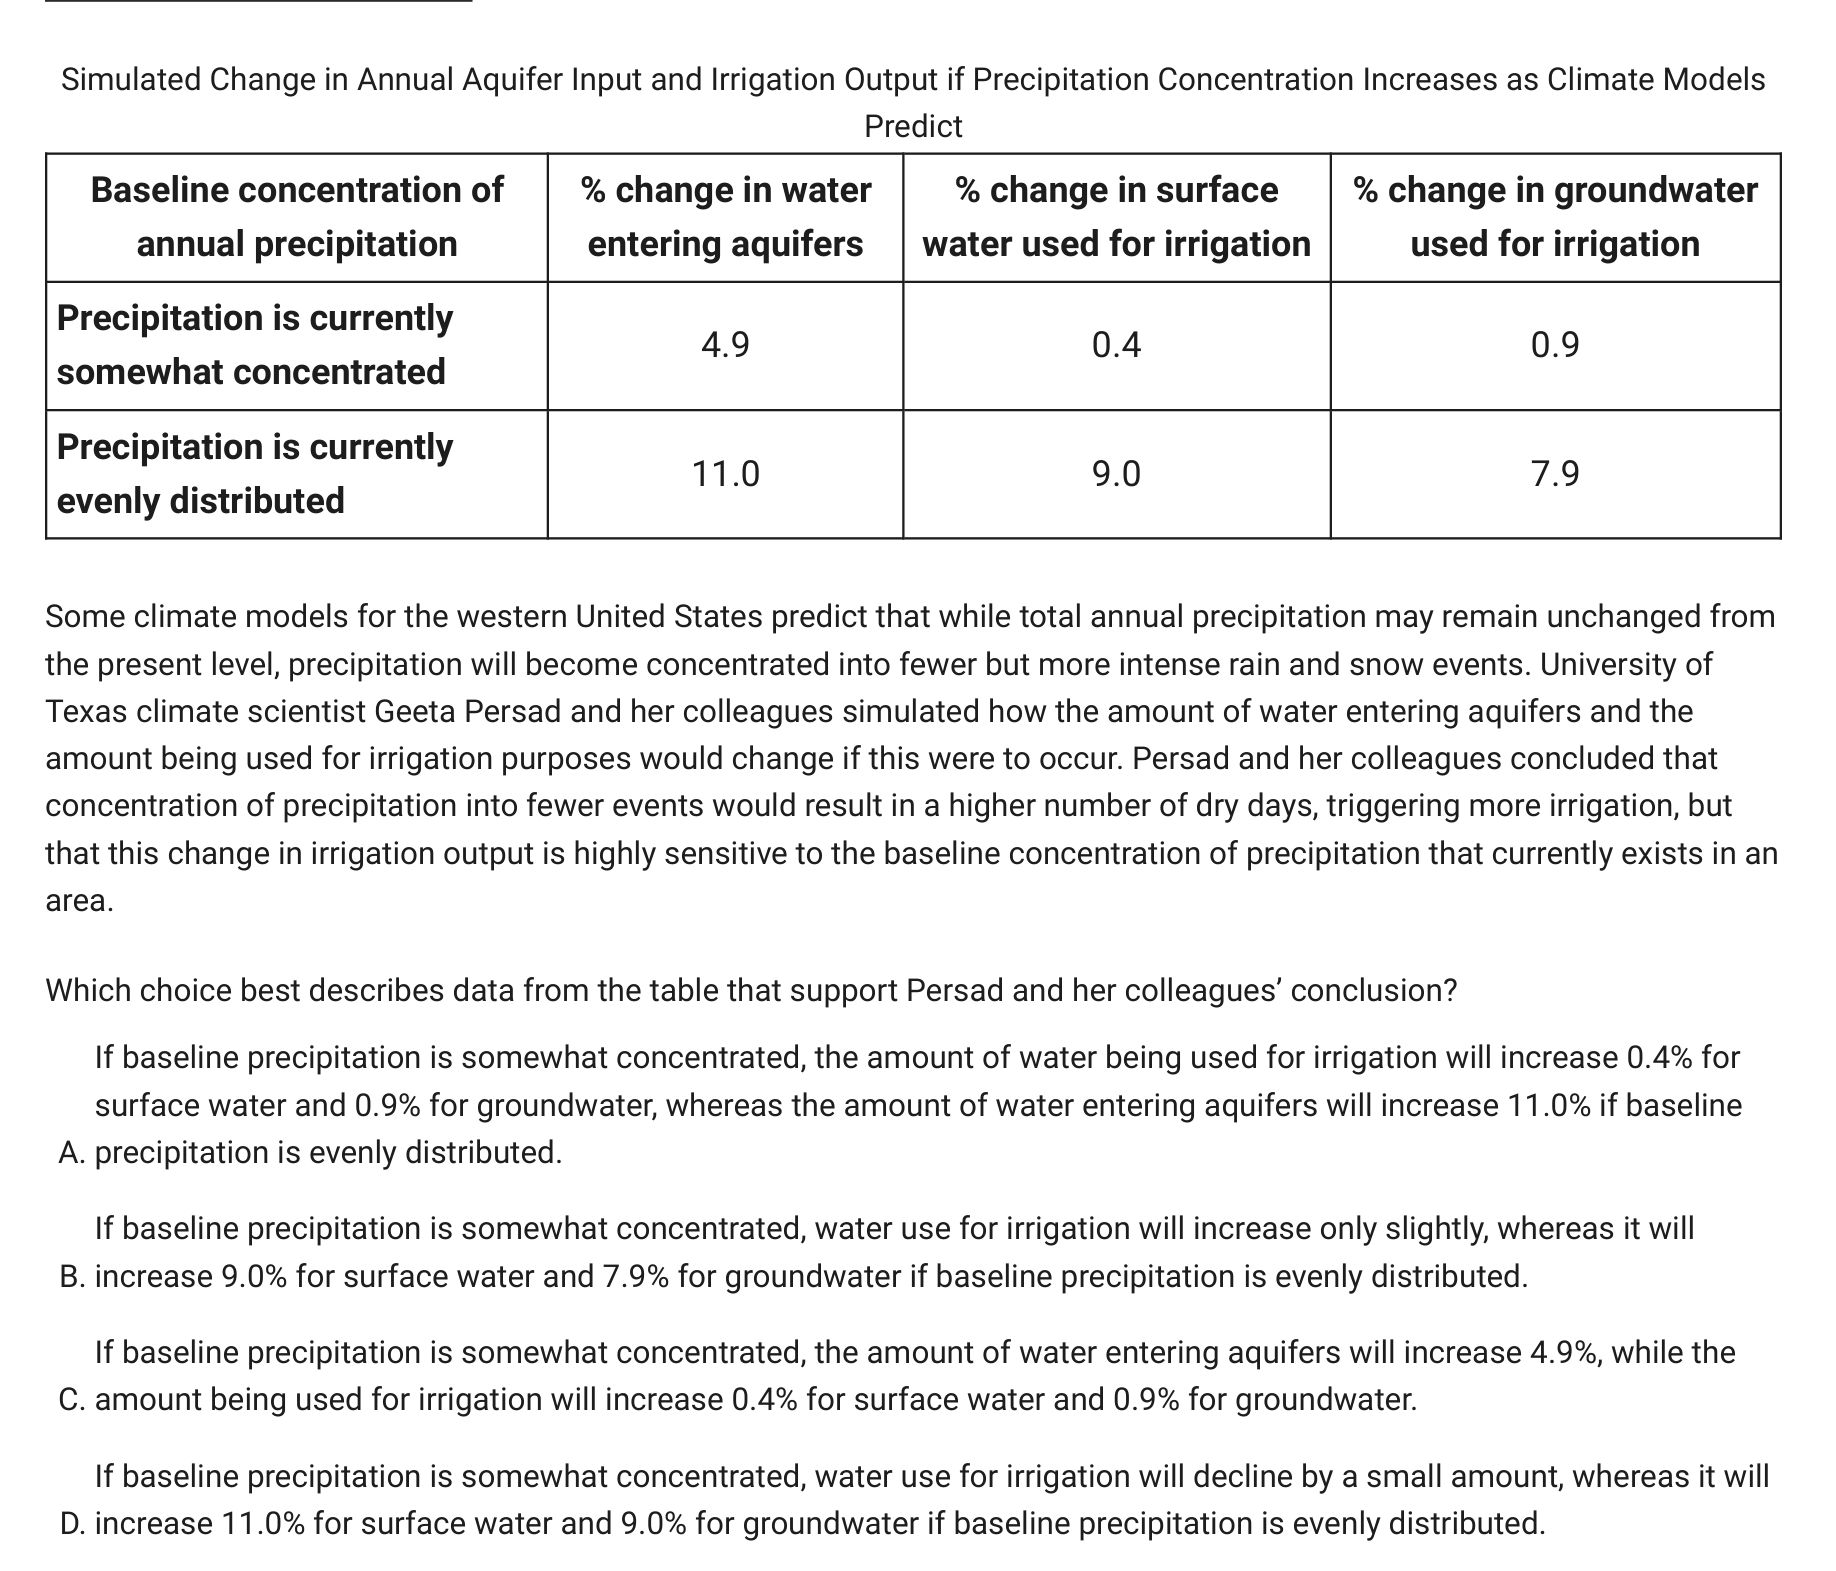 Simulated Change in Annual Aquifer Input and Irrigation Output if Precipitation Concentration Increases as Climate Models
Predict
Baseline concentration of
annual precipitation
% change in water
entering aquifers
% change in surface
water used for irrigation
% change in groundwater
used for irrigation
Precipitation is currently
somewhat concentrated
4.9
0.4
0.9
Precipitation is currently
evenly distributed
11.0
9.0
7.9
Some climate models for the western United States predict that while total annual precipitation may remain unchanged from
the present level, precipitation will become concentrated into fewer but more intense rain and snow events. University of
Texas climate scientist Geeta Persad and her colleagues simulated how the amount of water entering aquifers and the
amount being used for irrigation purposes would change if this were to occur. Persad and her colleagues concluded that
concentration of precipitation into fewer events would result in a higher number of dry days, triggering more irrigation, but
that this change in irrigation output is highly sensitive to the baseline concentration of precipitation that currently exists in an
area.
Which choice best describes data from the table that support Persad and her colleagues’ conclusion?
If baseline precipitation is somewhat concentrated, the amount of water being used for irrigation will increase 0.4% for
surface water and 0.9% for groundwater, whereas the amount of water entering aquifers will increase 11.0% if baseline
A. precipitation is evenly distributed.
If baseline precipitation is somewhat concentrated, water use for irrigation will increase only slightly, whereas it will
B. increase 9.0% for surface water and 7.9% for groundwater if baseline precipitation is evenly distributed.
If baseline precipitation is somewhat concentrated, the amount of water entering aquifers will increase 4.9%, while the
C. amount being used for irrigation will increase 0.4% for surface water and 0.9% for groundwater.
If baseline precipitation is somewhat concentrated, water use for irrigation will decline by a small amount, whereas it will
D. increase 11.0% for surface water and 9.0% for groundwater if baseline precipitation is evenly distributed.